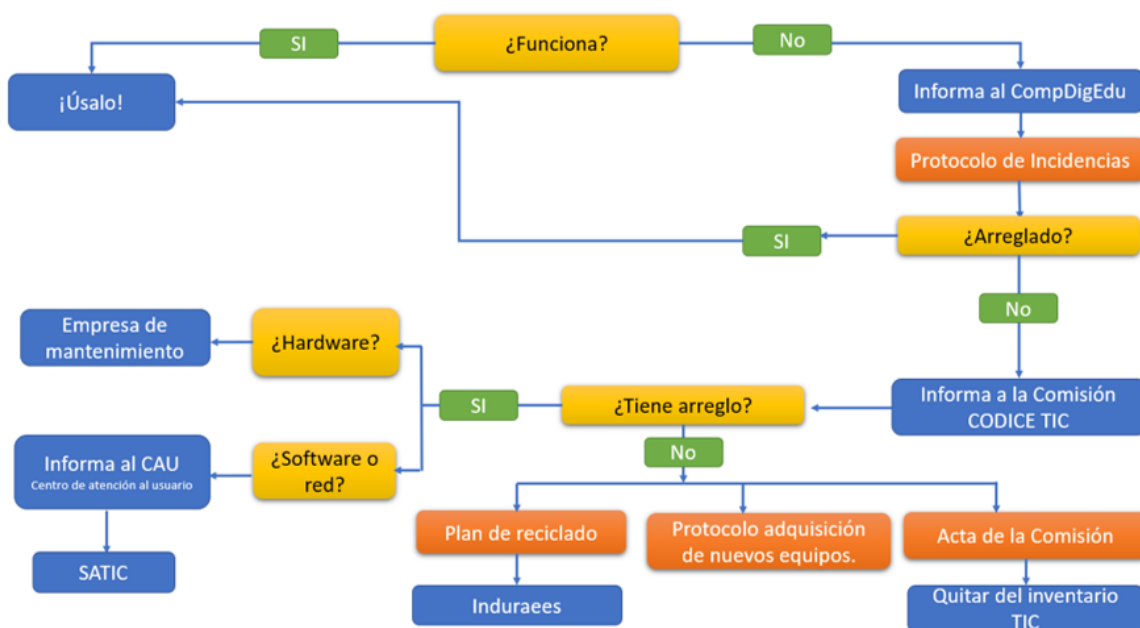 SI
¿Funciona?
No
¡Úsalo!
Informa al CompDigEdu
Protocolo de Incidencias
SI
¿Arreglado?
No
Empresa de
mantenimiento
¿Hardware?
SI
¿Tiene arreglo?
Informa a la Comisión
CODICE TIC
No
Informa al CAU
Centro de atención al usuario
¿Software o
red?
Plan de reciclado
Protocolo adquisición
de nuevos equipos.
Acta de la Comisión
SATIC
Induraees
Quitar del inventario
TIC